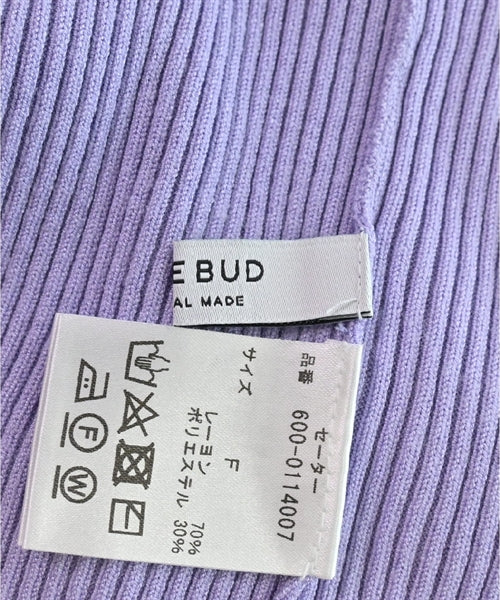 E BUD
AL MADE
セーター
品番 600-0114007
サイズ F
レーヨン 70%
ポリエステル 30%
F
W